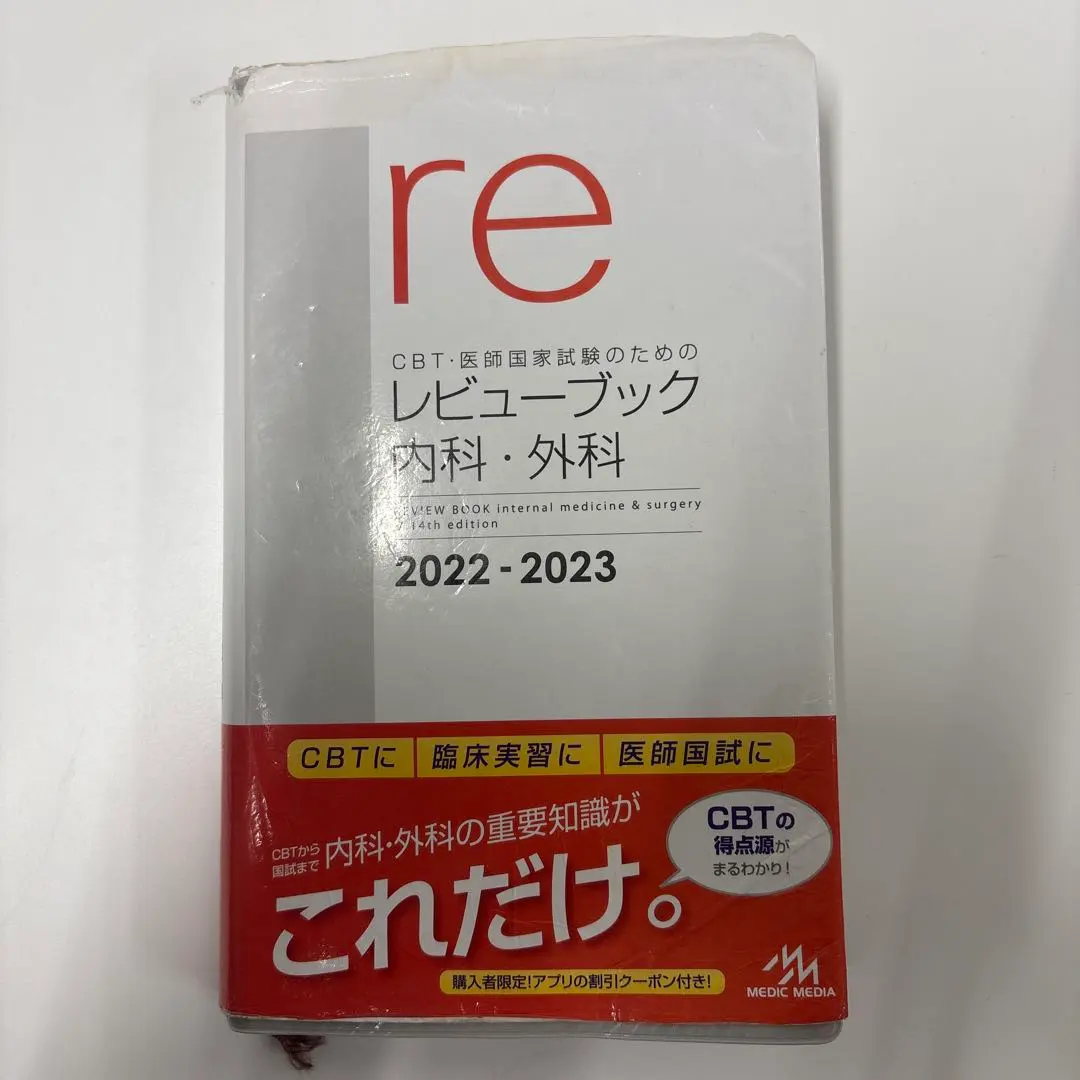 re
CBT・医師国家試験のための
レビューブック
内科・外科
REVIEW BOOK internal medicine & surgery
14th edition
2022-2023
CBTに 臨床実習に 医師国試に
CBTから
国試まで
内科・外科の重要知識が
これだけ。
CBTの
得点源が
まるわかり!
購入者限定!アプリの割引クーポン付き!
MEDIC MEDIA